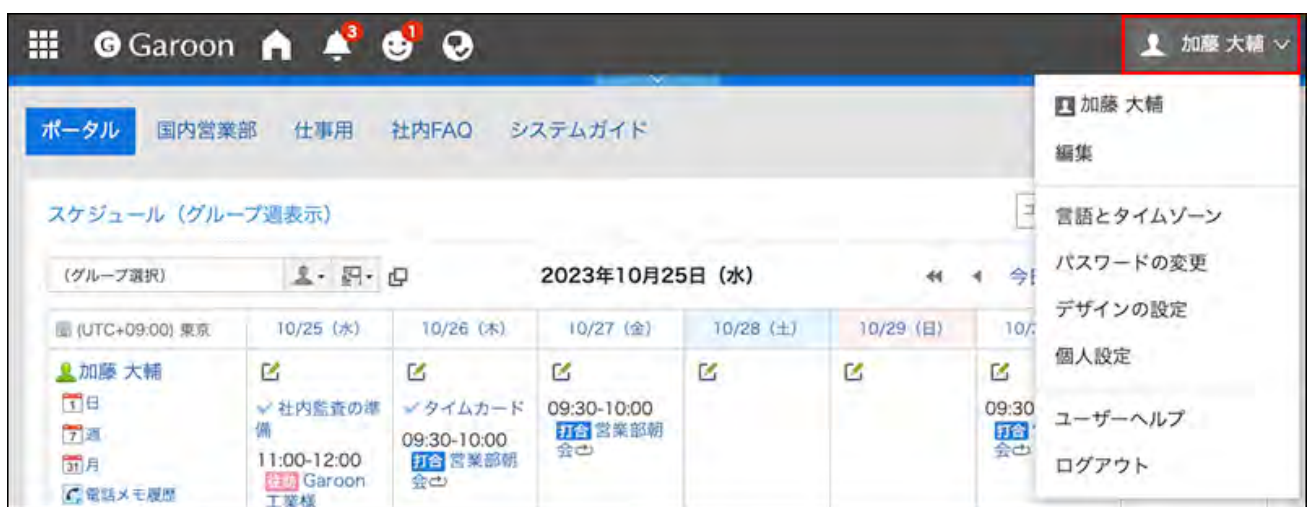 Garoon 3 1 加藤 大輔
加藤 大輔
編集
言語とタイムゾーン
パスワードの変更
デザインの設定
個人設定
ユーザーヘルプ
ログアウト
ポータル 国内営業部 仕事用 社内FAQ システムガイド
スケジュール（グループ週表示）
（グループ選択） 2023年10月25日（水） 今
(UTC+09:00) 東京 10/25（水） 10/26（木） 10/27（金） 10/28（土） 10/29（日） 10/
加藤 大輔
1 日
7 週
31 月
電話メモ履歴
社内監査の準
備
11:00-12:00
往訪 Garoon
工業様
タイムカード
09:30-10:00
打合 営業部朝
会
09:30-10:00
打合 営業部朝
会
09:30
打合
会